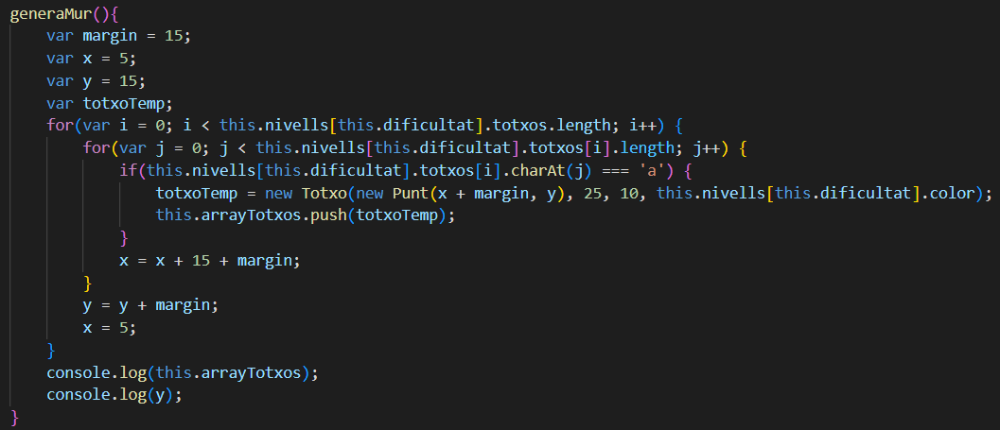 generaMur(){
    var margin = 15;
    var x = 5;
    var y = 15;
    var totxoTemp;
    for(var i = 0; i < this.nivells[this.dificultat].totxos.length; i++) {
        for(var j = 0; j < this.nivells[this.dificultat].totxos[i].length; j++) {
            if(this.nivells[this.dificultat].totxos[i].charAt(j) === 'a') {
                totxoTemp = new Totxo(new Punt(x + margin, y), 25, 10, this.nivells[this.dificultat].color);
                this.arrayTotxos.push(totxoTemp);
            }
            x = x + 15 + margin;
        }
        y = y + margin;
        x = 5;
    }
    console.log(this.arrayTotxos);
    console.log(y);
}